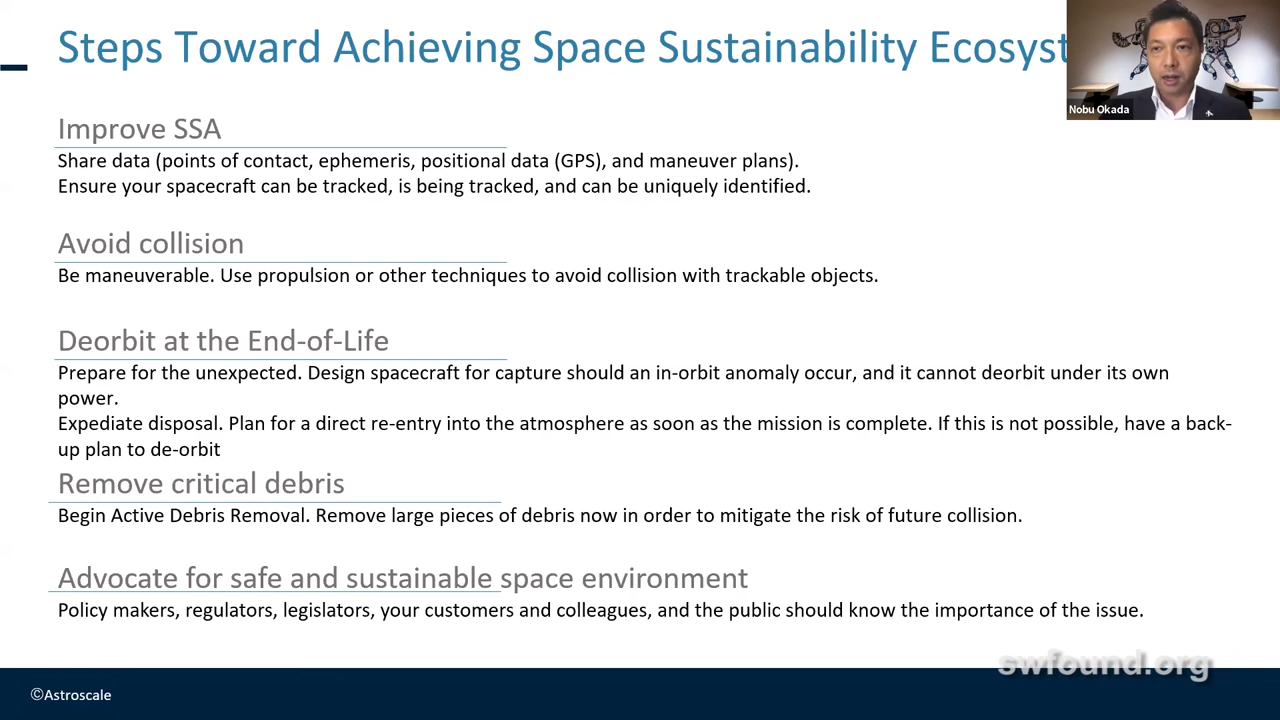 Steps Toward Achieving Space Sustainability Ecosyst
Nobu Okada
Improve SSA
Share data (points of contact, ephemeris, positional data (GPS), and maneuver plans).
Ensure your spacecraft can be tracked, is being tracked, and can be uniquely identified.
Avoid collision
Be maneuverable. Use propulsion or other techniques to avoid collision with trackable objects.
Deorbit at the End-of-Life
Prepare for the unexpected. Design spacecraft for capture should an in-orbit anomaly occur, and it cannot deorbit under its own
power.
Expediate disposal. Plan for a direct re-entry into the atmosphere as soon as the mission is complete. If this is not possible, have a back-
up plan to de-orbit
Remove critical debris
Begin Active Debris Removal. Remove large pieces of debris now in order to mitigate the risk of future collision.
Advocate for safe and sustainable space environment
Policy makers, regulators, legislators, your customers and colleagues, and the public should know the importance of the issue.
swfound.org
©Astroscale